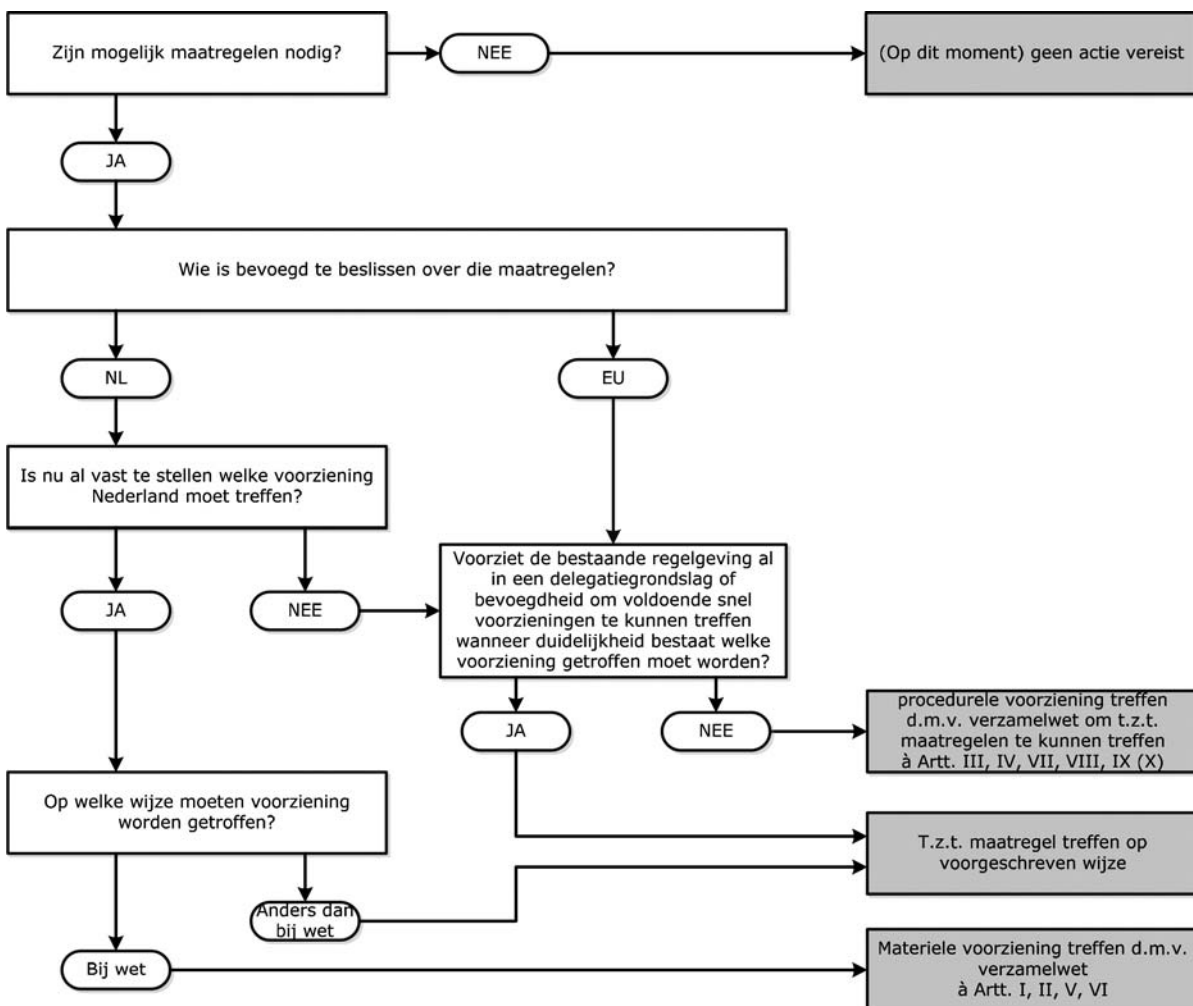 Zijn mogelijk maatregelen nodig?
NEE
(Op dit moment) geen actie vereist
JA
Wie is bevoegd te beslissen over die maatregelen?
NL
EU
Is nu al vast te stellen welke voorziening
Nederland moet treffen?
JA
NEE
Voorziet de bestaande regelgeving al
in een delegatiegrondslag of
bevoegdheid om voldoende snel
voorzieningen te kunnen treffen
wanneer duidelijkheid bestaat welke
voorziening getroffen moet worden?
JA
NEE
procedurele voorziening treffen
d.m.v. verzamelwet om t.z.t.
maatregelen te kunnen treffen
à Artt. III, IV, VII, VIII, IX (X)
Op welke wijze moeten voorziening
worden getroffen?
T.z.t. maatregel treffen op
voorgeschreven wijze
Anders dan
bij wet
Bij wet
Materiele voorziening treffen d.m.v.
verzamelwet
à Artt. I, II, V, VI